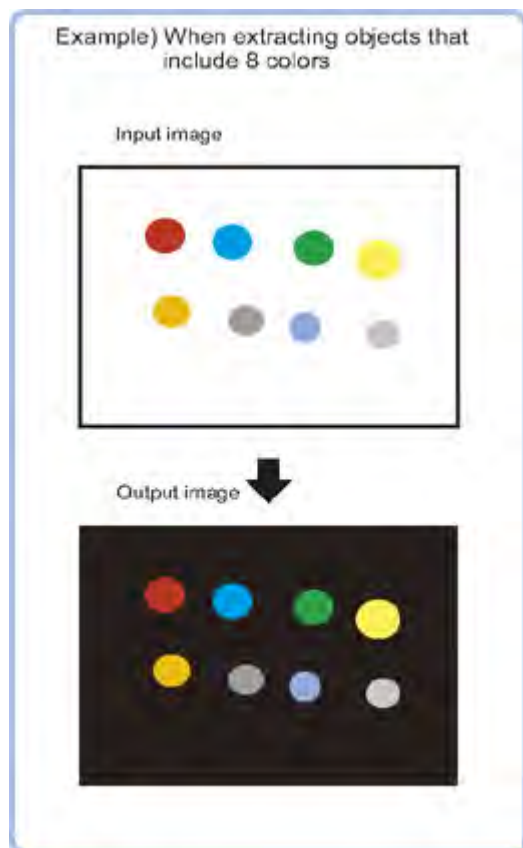 Example) When extracting objects that
include 8 colors
Input image
Output image